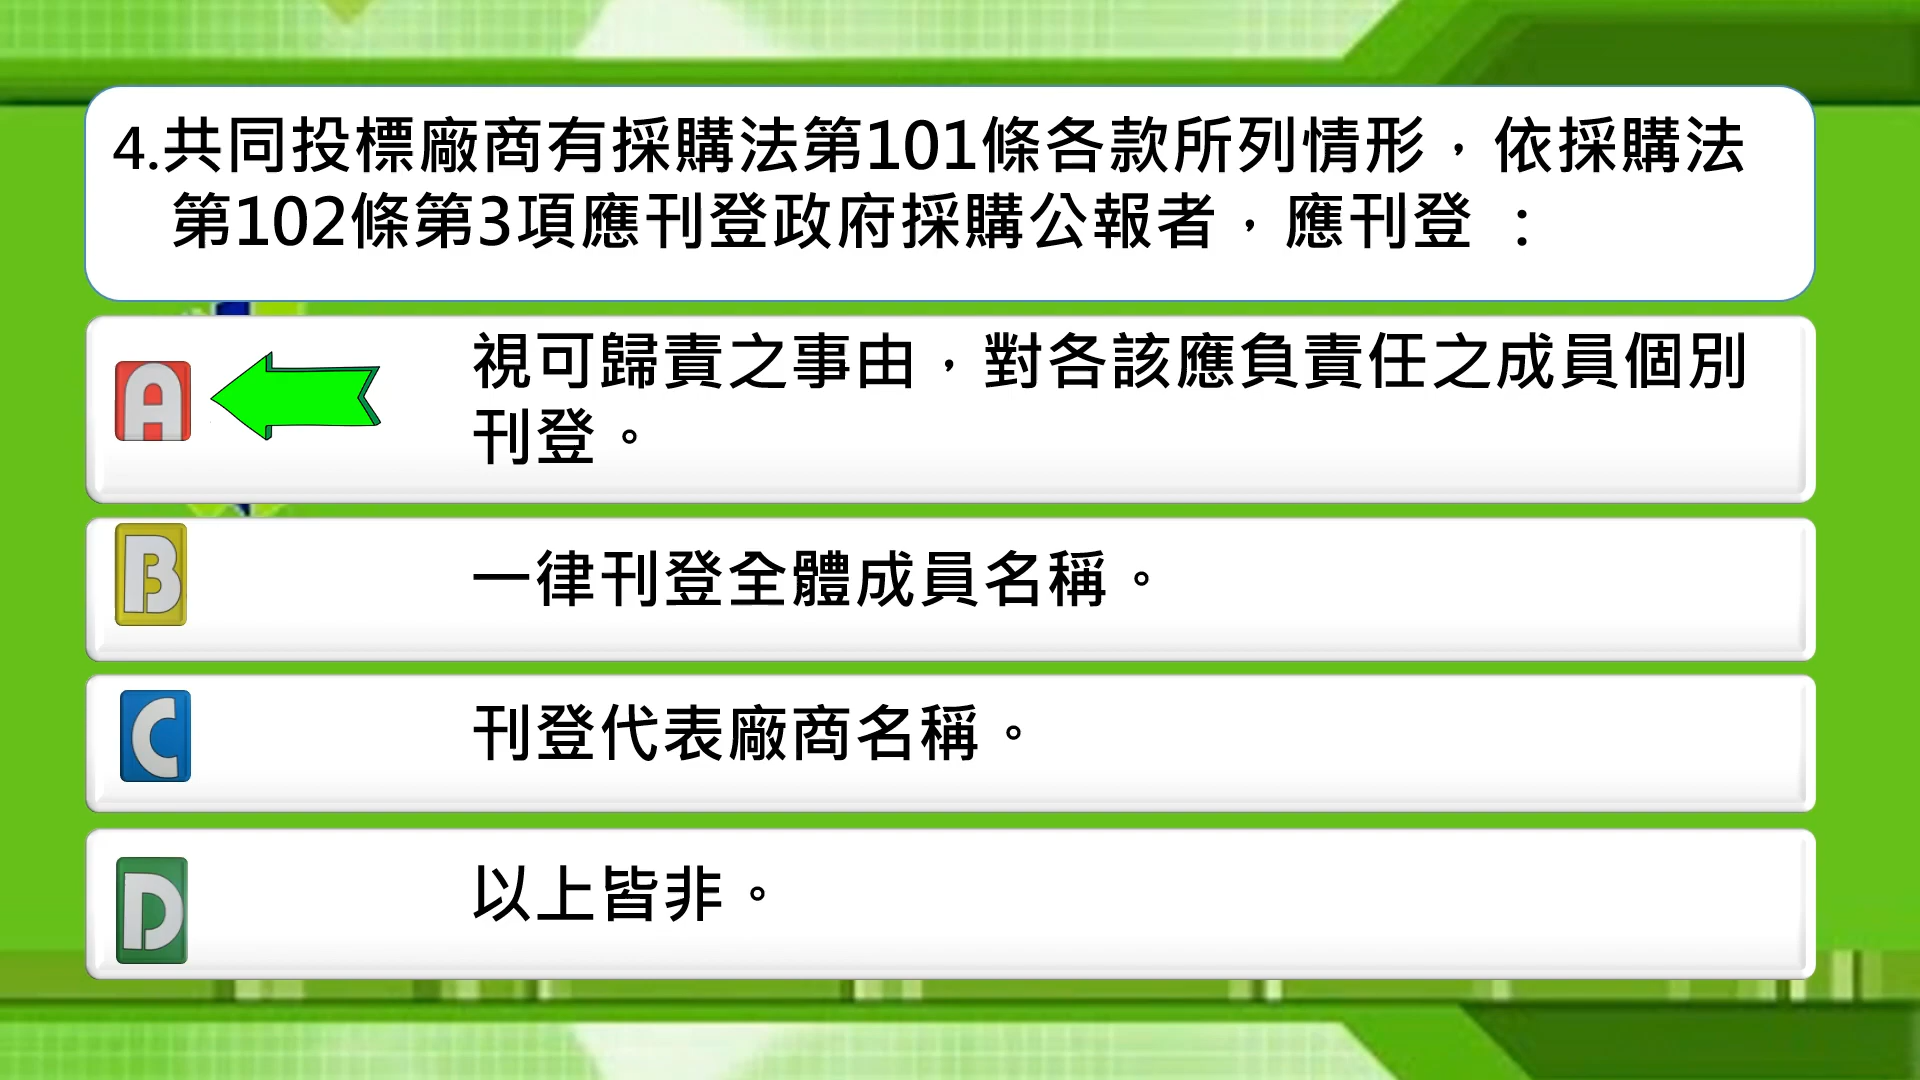 4.共同投標廠商有採購法第101條各款所列情形，依採購法
第102條第3項應刊登政府採購公報者，應刊登 ：
A
視可歸責之事由，對各該應負責任之成員個別
刊登。
B
一律刊登全體成員名稱。
C
刊登代表廠商名稱。
D
以上皆非。